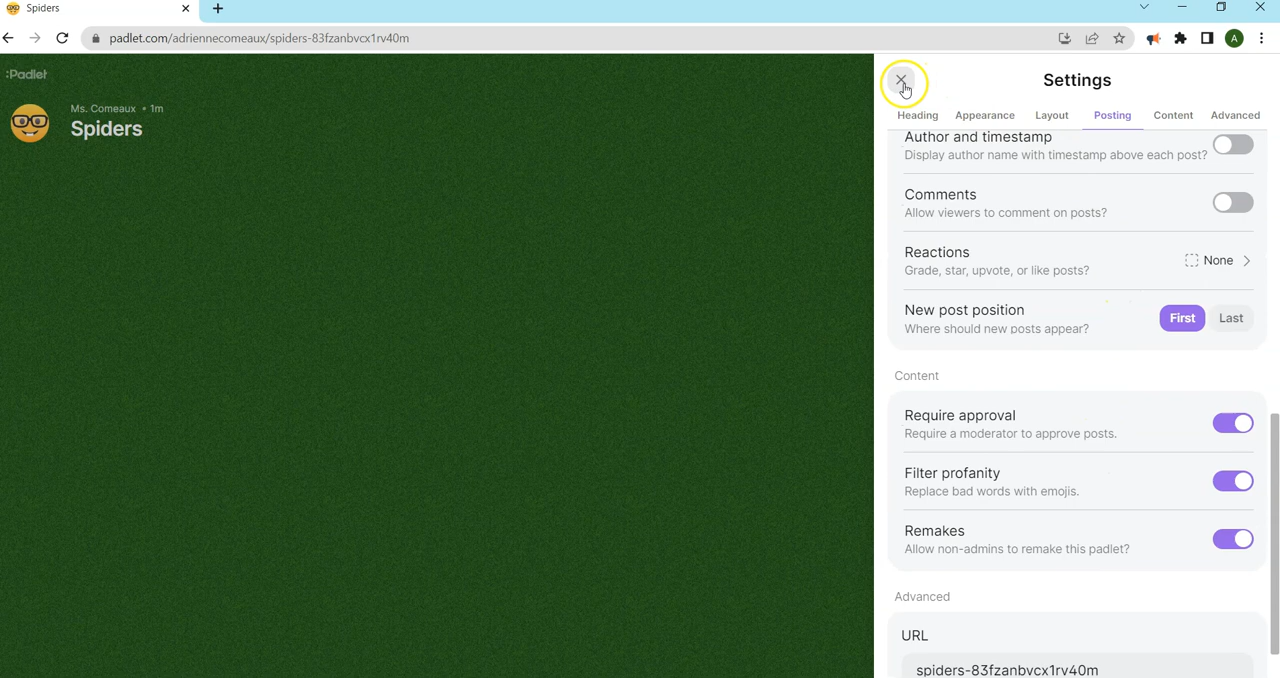 Spiders
padlet.com/adriennecomeaux/spiders-83fzanbvcx1rv40m
A
:Padlet
Ms. Comeaux • 1m
Spiders
Settings
Heading Appearance Layout Posting Content Advanced
Author and timestamp
Display author name with timestamp above each post?
Comments
Allow viewers to comment on posts?
Reactions
Grade, star, upvote, or like posts?
None
New post position
Where should new posts appear?
First Last
Content
Require approval
Require a moderator to approve posts.
Filter profanity
Replace bad words with emojis.
Remakes
Allow non-admins to remake this padlet?
Advanced
URL
spiders-83fzanbvcx1rv40m